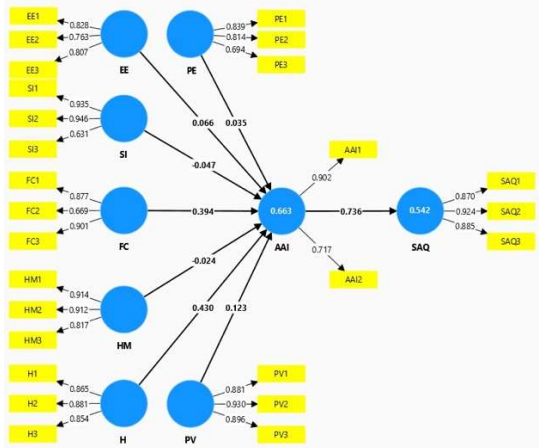 EE1
0.828
EE2
0.763
0.807
EE3
EE
PE1
0.839
0.814
PE2
0.694
PE3
PE
SI1
0.935
SI2
0.946
0.631
SI3
SI
0.066
0.035
-0.047
FC1
0.877
FC2
0.669
0.901
FC3
FC
0.394
AAI1
0.902
0.663
AAI
0.736
0.717
AAI2
0.542
SAQ
0.870
SAQ1
0.924
SAQ2
0.885
SAQ3
-0.024
0.430
0.123
HM1
0.914
HM2
0.912
0.817
HM3
HM
H1
0.865
H2
0.881
0.854
H3
H
PV1
0.881
0.930
PV2
0.896
PV3
PV